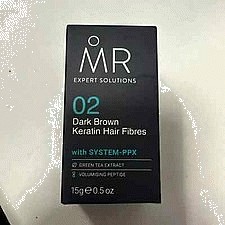 MR
EXPERT SOLUTIONS
02
Dark Brown
Keratin Hair Fibres
with SYSTEM-PPX
GREEN TEA EXTRACT
VOLUMISING PEPTIDE
15g e 0.5 oz